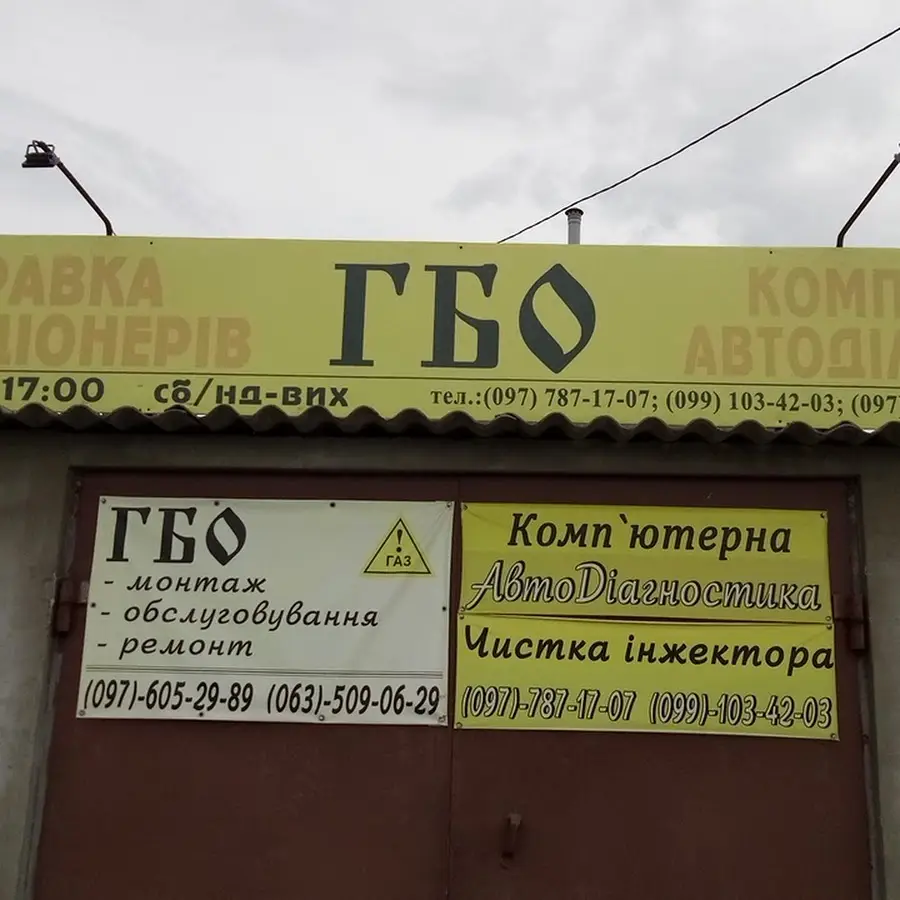 ГБО
17:00 сб/нд-вих
тел.:(097) 787-17-07; (099) 103-42-03; (097)
ГБО
ГАЗ
- монтаж
- обслуговування
- ремонт
(097)-605-29-89 (063)-509-06-29
Комп`ютерна
АвтоДіагностика
Чистка інжектора
(097)-787-17-07 (099)-103-42-03